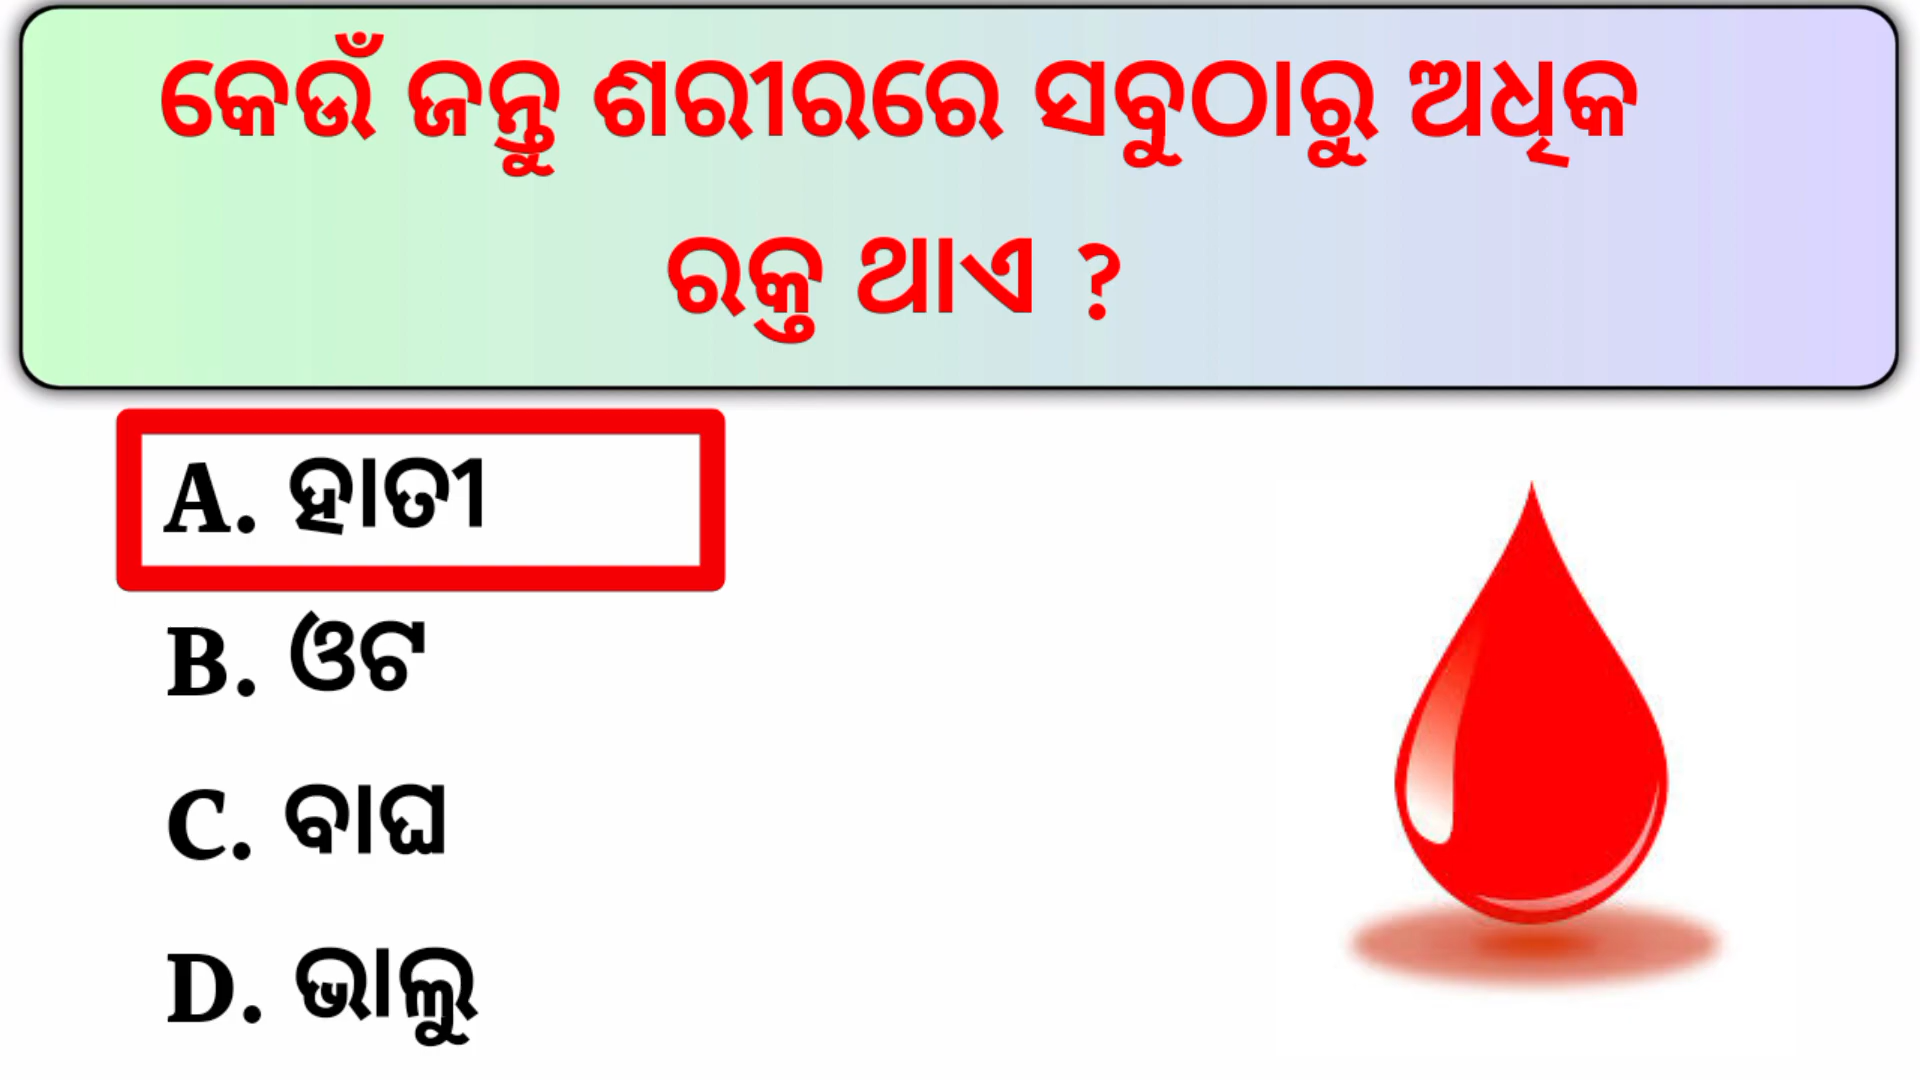 କେଉଁ ଜନ୍ତୁ ଶରୀରରେ ସବୁଠାରୁ ଅଧିକ
ରକ୍ତ ଥାଏ ?
A. ହାତୀ
B. ଓଟ
C. ବାଘ
D. ଭାଲୁ